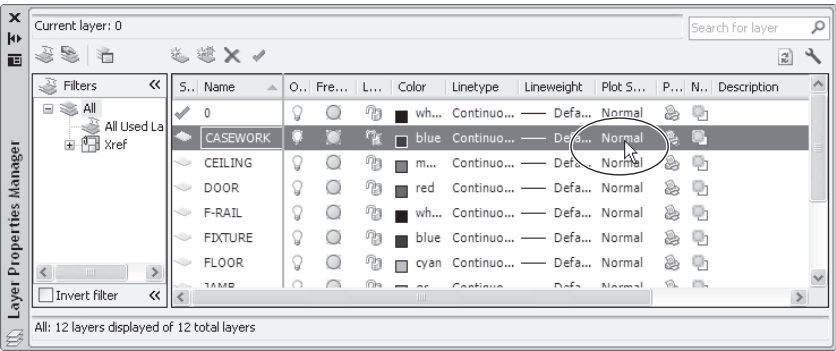 Current layer: 0
Search for layer
Filters
All
All Used La
Xref
Invert filter
S.. Name O.. Fre... L... Color Linetype Lineweight Plot S... P... N.. Description
0 wh... Continuo... Defa... Normal
CASEWORK blue Continuo... Defa... Normal
CEILING m... Continuo... Defa... Normal
DOOR red Continuo... Defa... Normal
F-RAIL wh... Continuo... Defa... Normal
FIXTURE blue Continuo... Defa... Normal
FLOOR cyan Continuo... Defa... Normal
All: 12 layers displayed of 12 total layers
Layer Properties Manager